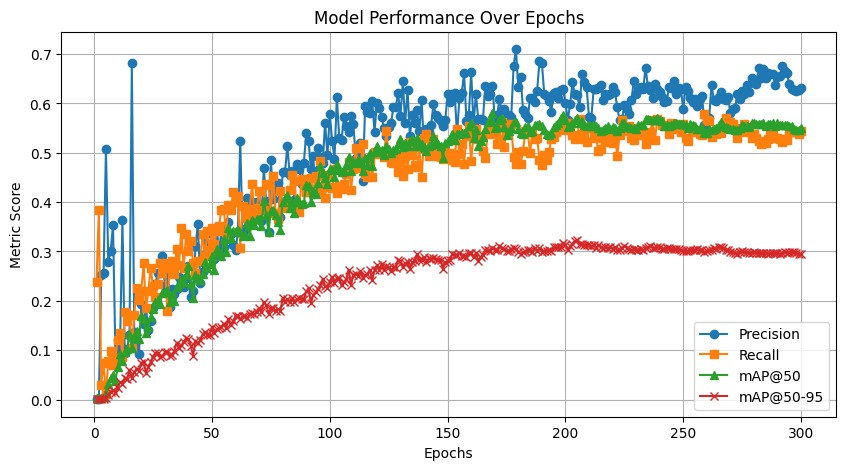 Model Performance Over Epochs
Metric Score
0.7
0.6
0.5
0.4
0.3
0.2
0.1
0.0
0
50
100
150
200
250
300
Epochs
Precision
Recall
mAP@50
mAP@50-95